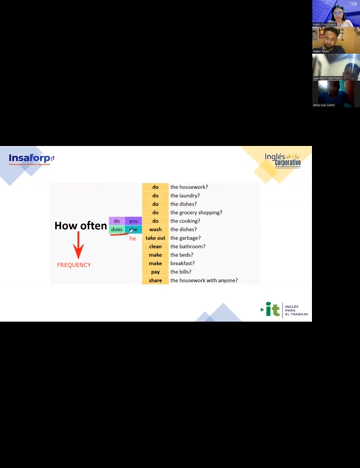 Insaforp
Inglés
Corporativo
do the housework?
do the laundry?
do the dishes?
do the grocery shopping?
do you do the cooking?
How often does she wash the dishes?
he take out the garbage?
clean the bathroom?
make the beds?
FREQUENCY make breakfast?
pay the bills?
share the housework with anyone?
it INGLÉS
PARA
EL TRABAJO